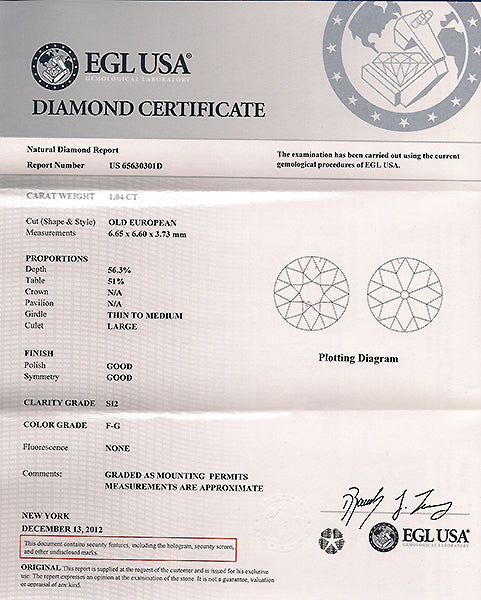 EGL USA®
GEMOLOGICAL LABORATORY
DIAMOND CERTIFICATE
Natural Diamond Report
Report Number US 65630301D
The examination has been carried out using the current
gemological procedures of EGL USA.
CARAT WEIGHT 1.04 CT
Cut (Shape & Style) OLD EUROPEAN
Measurements 6.65 x 6.60 x 3.73 mm
PROPORTIONS
Depth 56.3%
Table 51%
Crown N/A
Pavilion N/A
Girdle THIN TO MEDIUM
Culet LARGE
Plotting Diagram
FINISH
Polish GOOD
Symmetry GOOD
CLARITY GRADE SI2
COLOR GRADE F-G
Fluorescence NONE
Comments: GRADED AS MOUNTING PERMITS
MEASUREMENTS ARE APPROXIMATE
NEW YORK
DECEMBER 13, 2012
This document contains security features, including the hologram, security screen,
and other undisclosed marks.
EGL USA®
ORIGINAL This report is supplied at the request of the customer and is issued for his exclusive
use. The report expresses an opinion at the examination of the stone. It is not a guarantee, valuation
or appraisal of any kind.